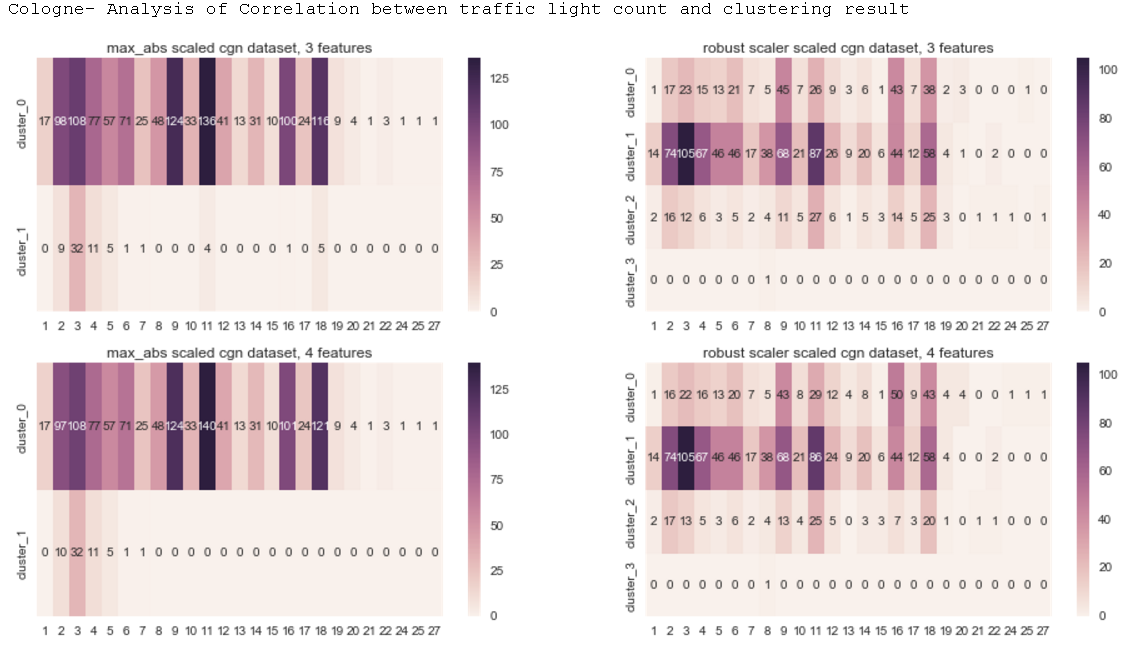 Cologne- Analysis of Correlation between traffic light count and clustering result
max_abs scaled cgn dataset, 3 features
cluster_0
17 98 108 77 57 71 25 48 124 33 136 41 13 31 10 100 24 116 9 4 1 3 1 1 1
cluster_1
0 9 32 11 5 1 1 0 0 0 4 0 0 0 0 1 0 5 0 0 0 0 0 0 0
1 2 3 4 5 6 7 8 9 10 11 12 13 14 15 16 17 18 19 20 21 22 24 25 27
125
100
75
50
25
0
robust scaler scaled cgn dataset, 3 features
cluster_0
1 17 23 15 13 21 7 5 45 7 26 9 3 6 1 43 7 38 2 3 0 0 0 1 0
cluster_1
14 74 105 67 46 46 17 38 68 21 87 26 9 20 6 44 12 58 4 1 0 2 0 0 0
cluster_2
2 16 12 6 3 5 2 4 11 5 27 6 1 5 3 14 5 25 3 0 1 1 1 0 1
cluster_3
0 0 0 0 0 0 0 1 0 0 0 0 0 0 0 0 0 0 0 0 0 0 0 0 0
1 2 3 4 5 6 7 8 9 10 11 12 13 14 15 16 17 18 19 20 21 22 24 25 27
100
80
60
40
20
0
max_abs scaled cgn dataset, 4 features
cluster_0
17 97 108 77 57 71 25 48 124 33 140 41 13 31 10 101 24 121 9 4 1 3 1 1 1
cluster_1
0 10 32 11 5 1 1 0 0 0 0 0 0 0 0 0 0 0 0 0 0 0 0 0 0
1 2 3 4 5 6 7 8 9 10 11 12 13 14 15 16 17 18 19 20 21 22 24 25 27
125
100
75
50
25
0
robust scaler scaled cgn dataset, 4 features
cluster_0
1 16 22 16 13 20 7 5 43 8 29 12 4 8 1 50 9 43 4 4 0 0 1 1 1
cluster_1
14 74 105 67 46 46 17 38 68 21 86 24 9 20 6 44 12 58 4 0 0 2 0 0 0
cluster_2
2 17 13 5 3 6 2 4 13 4 25 5 0 3 3 7 3 20 1 0 1 1 0 0 0
cluster_3
0 0 0 0 0 0 0 1 0 0 0 0 0 0 0 0 0 0 0 0 0 0 0 0 0
1 2 3 4 5 6 7 8 9 10 11 12 13 14 15 16 17 18 19 20 21 22 24 25 27
100
80
60
40
20
0